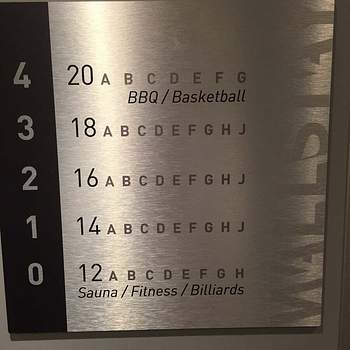 4 20 A B C D E F G
BBQ / Basketball
3 18 A B C D E F G H J
2 16 A B C D E F G H J
1 14 A B C D E F G H J
0 12 A B C D E F G H
Sauna / Fitness / Billiards